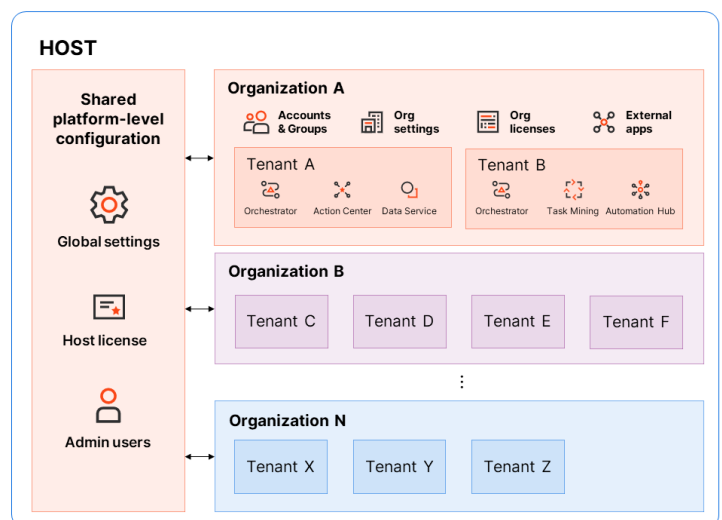 HOST
Shared
platform-level
configuration
Global settings
Host license
Admin users
Organization A
Accounts
& Groups
Org
settings
Org
licenses
External
apps
Tenant A
Orchestrator
Action Center
Data Service
Tenant B
Orchestrator
Task Mining
Automation Hub
Organization B
Tenant C
Tenant D
Tenant E
Tenant F
Organization N
Tenant X
Tenant Y
Tenant Z